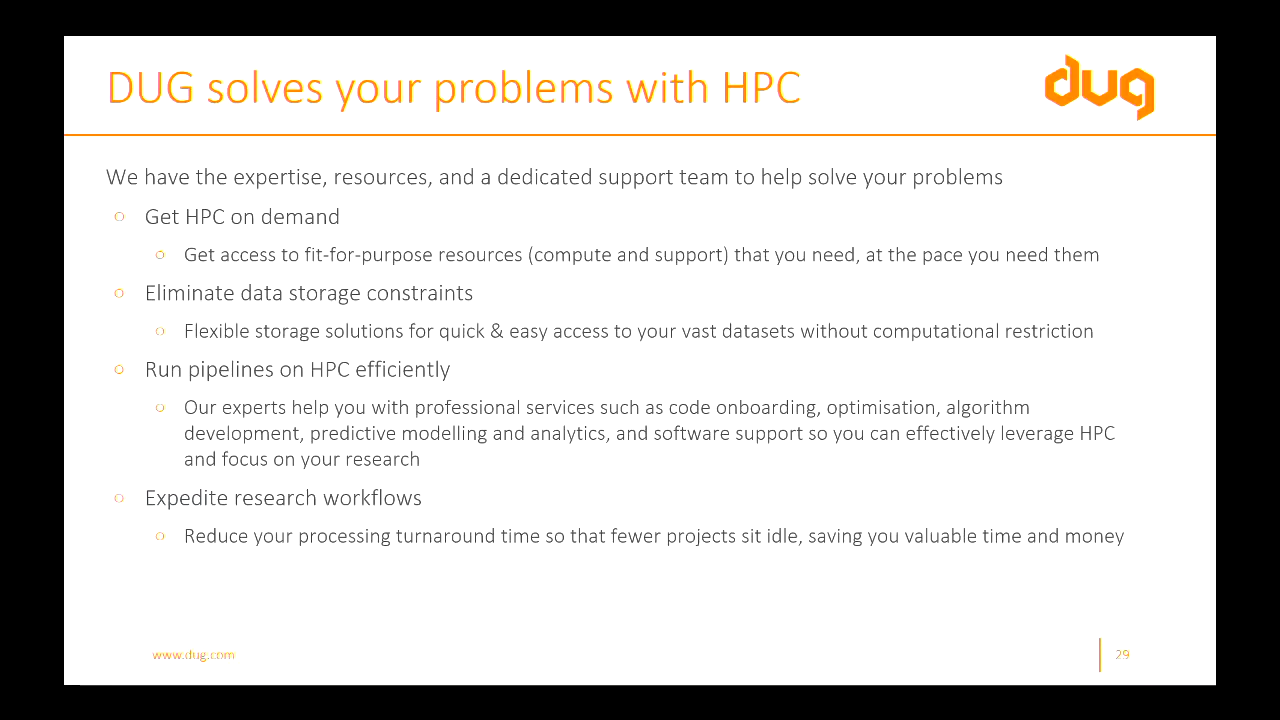 DUG solves your problems with HPC
dug
We have the expertise, resources, and a dedicated support team to help solve your problems
○ Get HPC on demand
○ Get access to fit-for-purpose resources (compute and support) that you need, at the pace you need them
○ Eliminate data storage constraints
○ Flexible storage solutions for quick & easy access to your vast datasets without computational restriction
○ Run pipelines on HPC efficiently
○ Our experts help you with professional services such as code onboarding, optimisation, algorithm
development, predictive modelling and analytics, and software support so you can effectively leverage HPC
and focus on your research
○ Expedite research workflows
○ Reduce your processing turnaround time so that fewer projects sit idle, saving you valuable time and money
www.dug.com
29